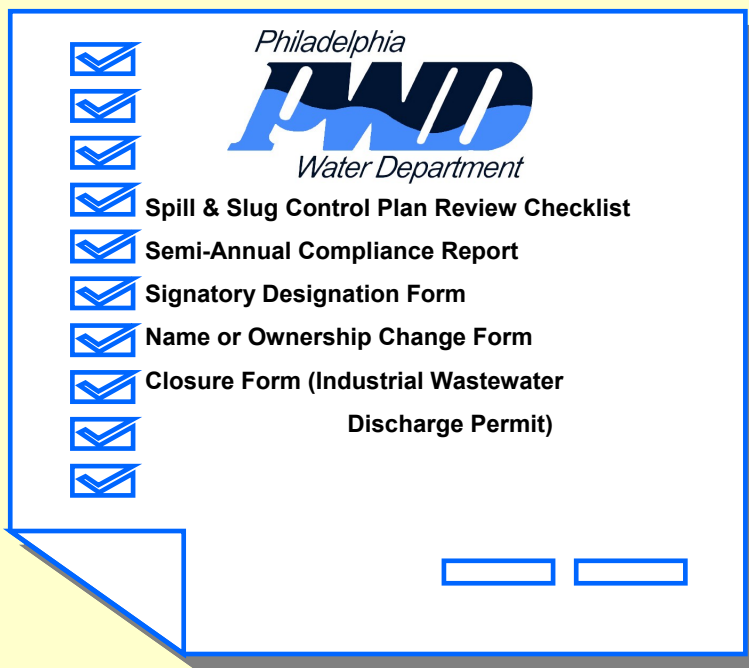 Philadelphia
PWD
Water Department
Spill & Slug Control Plan Review Checklist
Semi-Annual Compliance Report
Signatory Designation Form
Name or Ownership Change Form
Closure Form (Industrial Wastewater
Discharge Permit)